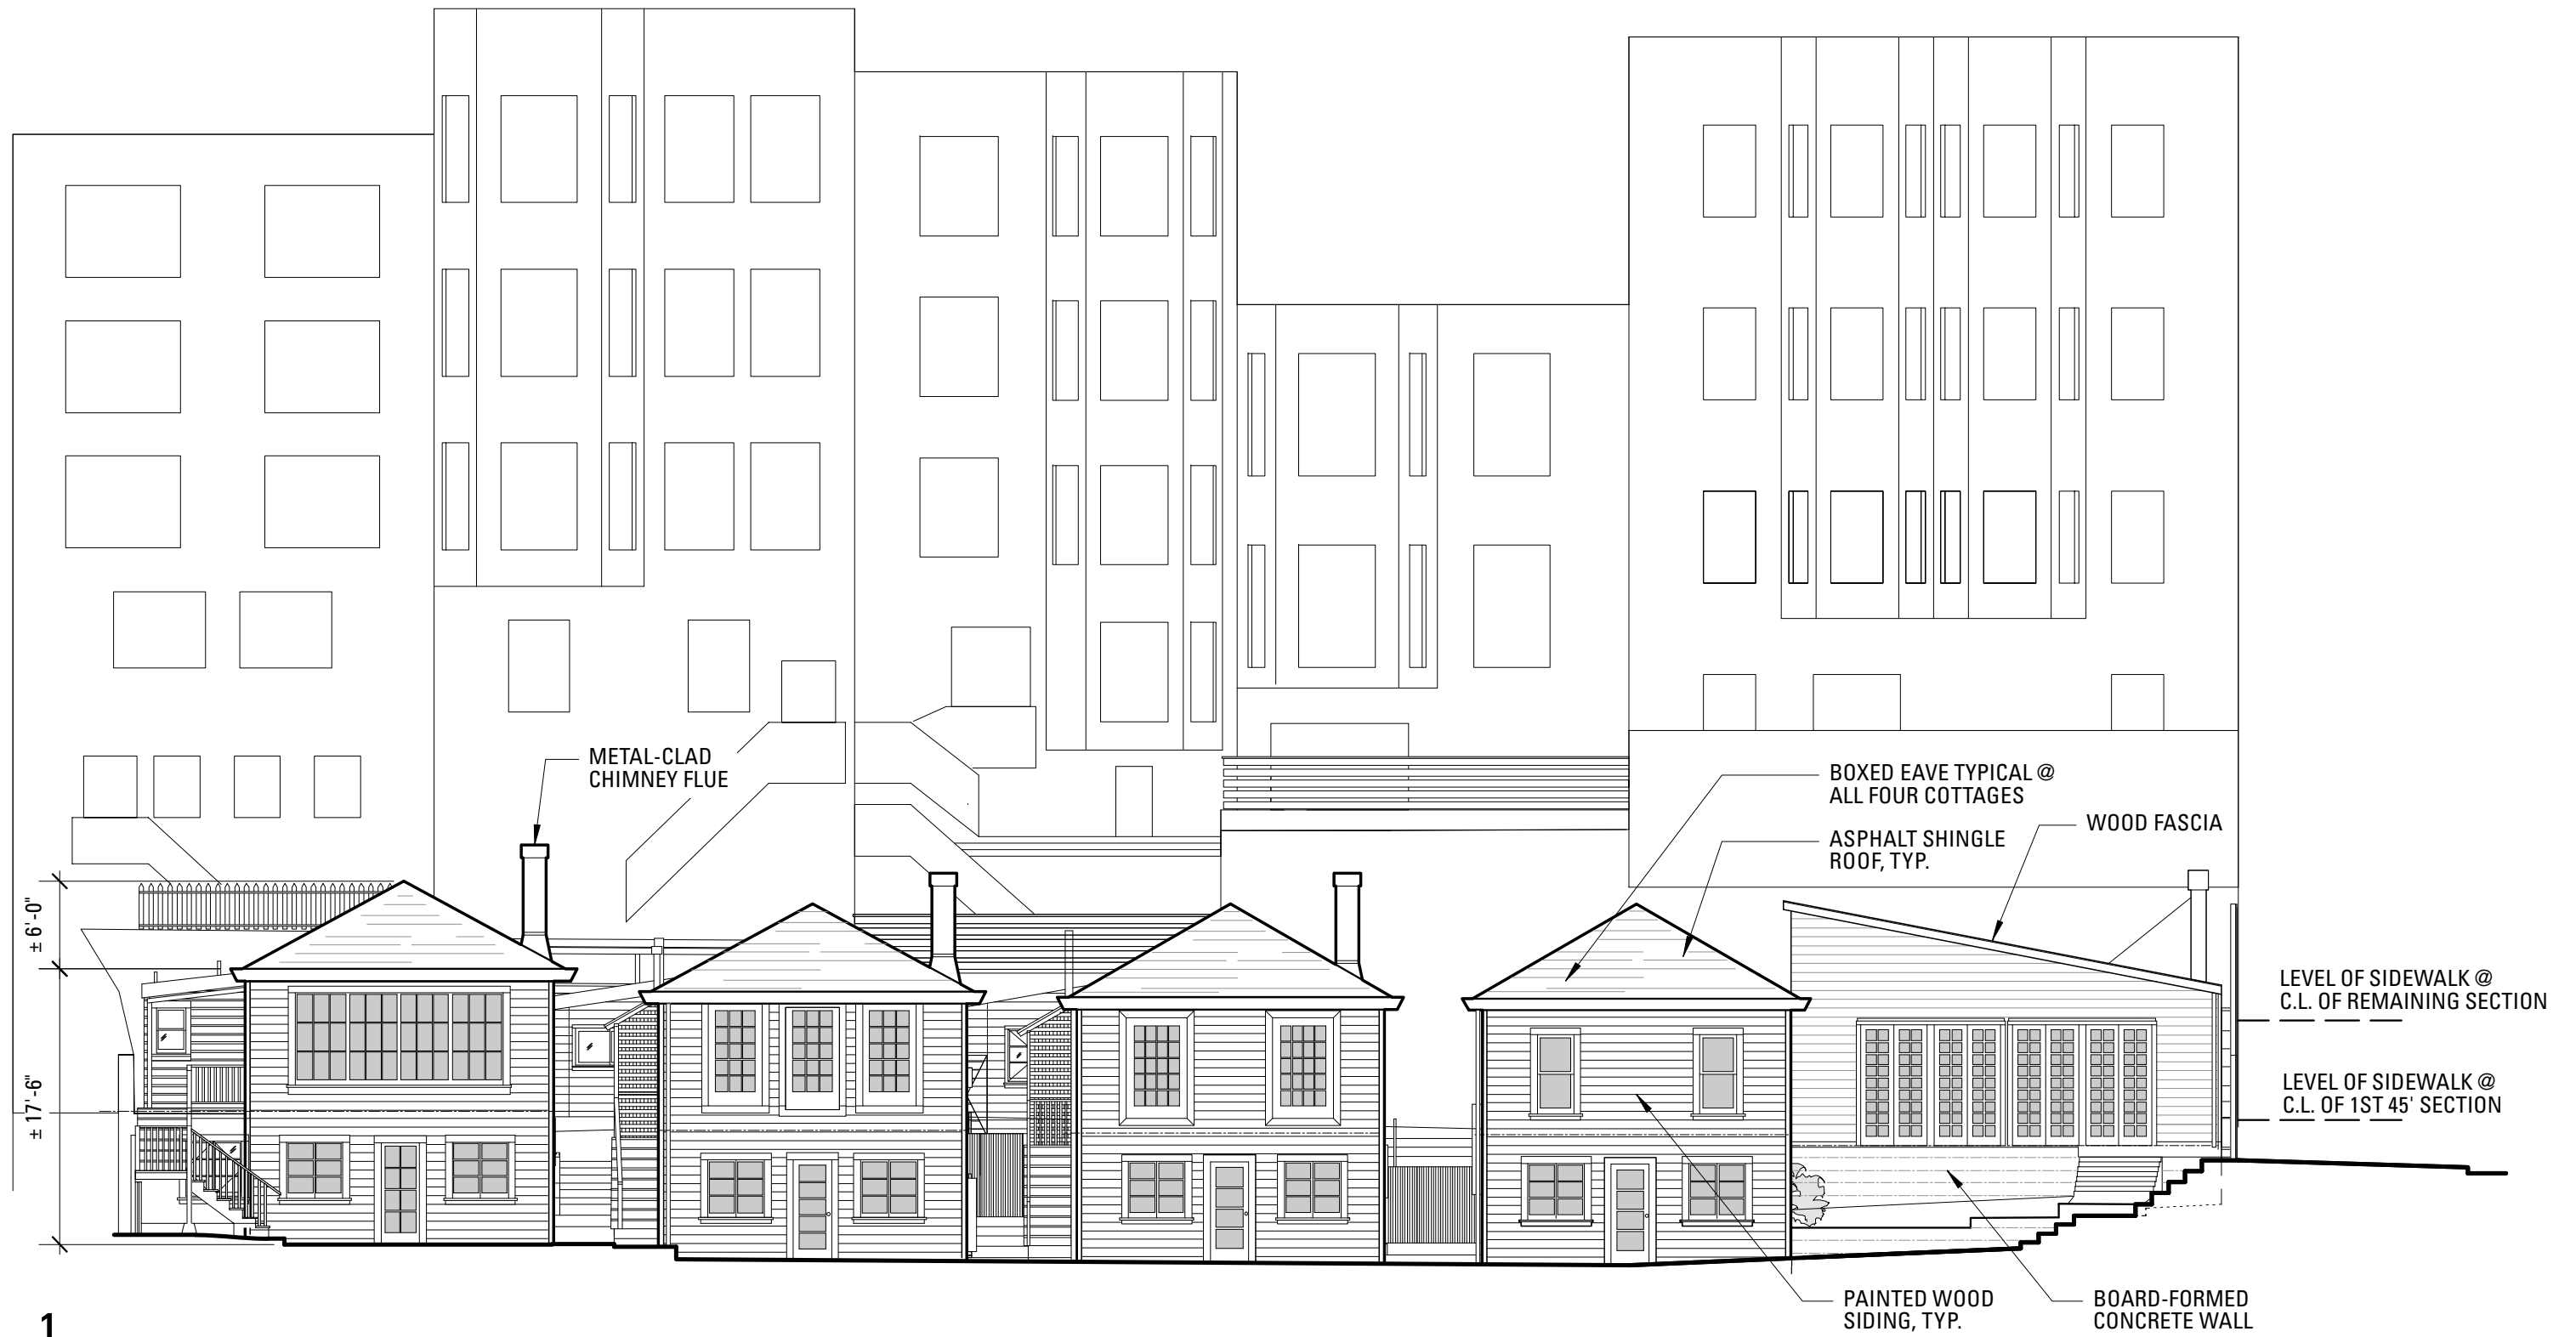 METAL-CLAD
CHIMNEY FLUE
BOXED EAVE TYPICAL @
ALL FOUR COTTAGES
WOOD FASCIA
ASPHALT SHINGLE
ROOF, TYP.
± 6'-0"
LEVEL OF SIDEWALK @
C.L. OF REMAINING SECTION
± 17'-6"
LEVEL OF SIDEWALK @
C.L. OF 1ST 45' SECTION
PAINTED WOOD
SIDING, TYP.
BOARD-FORMED
CONCRETE WALL
1